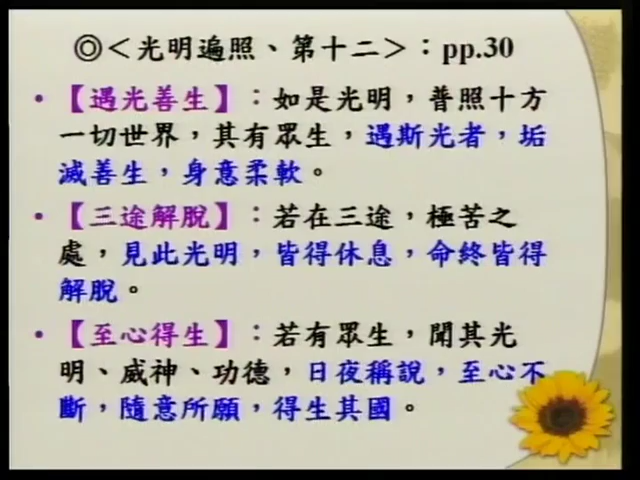 ◎＜光明遍照、第十二＞：pp.30
•【遇光善生】：如是光明，普照十方
一切世界，其有眾生，遇斯光者，垢
滅善生，身意柔軟。
•【三途解脫】：若在三途，極苦之
處，見此光明，皆得休息，命終皆得
解脫。
•【至心得生】：若有眾生，聞其光
明、威神、功德，日夜稱說，至心不
斷，隨意所願，得生其國。